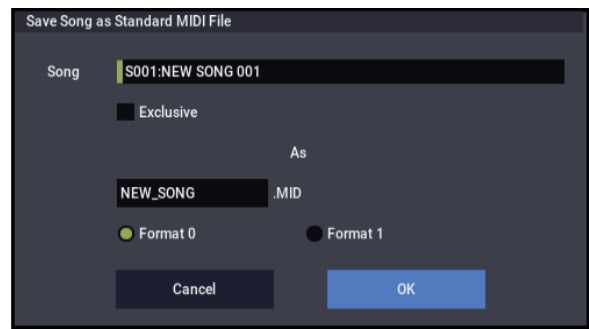 Save Song as Standard MIDI File
Song S001:NEW SONG 001
Exclusive
As
NEW_SONG .MID
Format 0 Format 1
Cancel OK